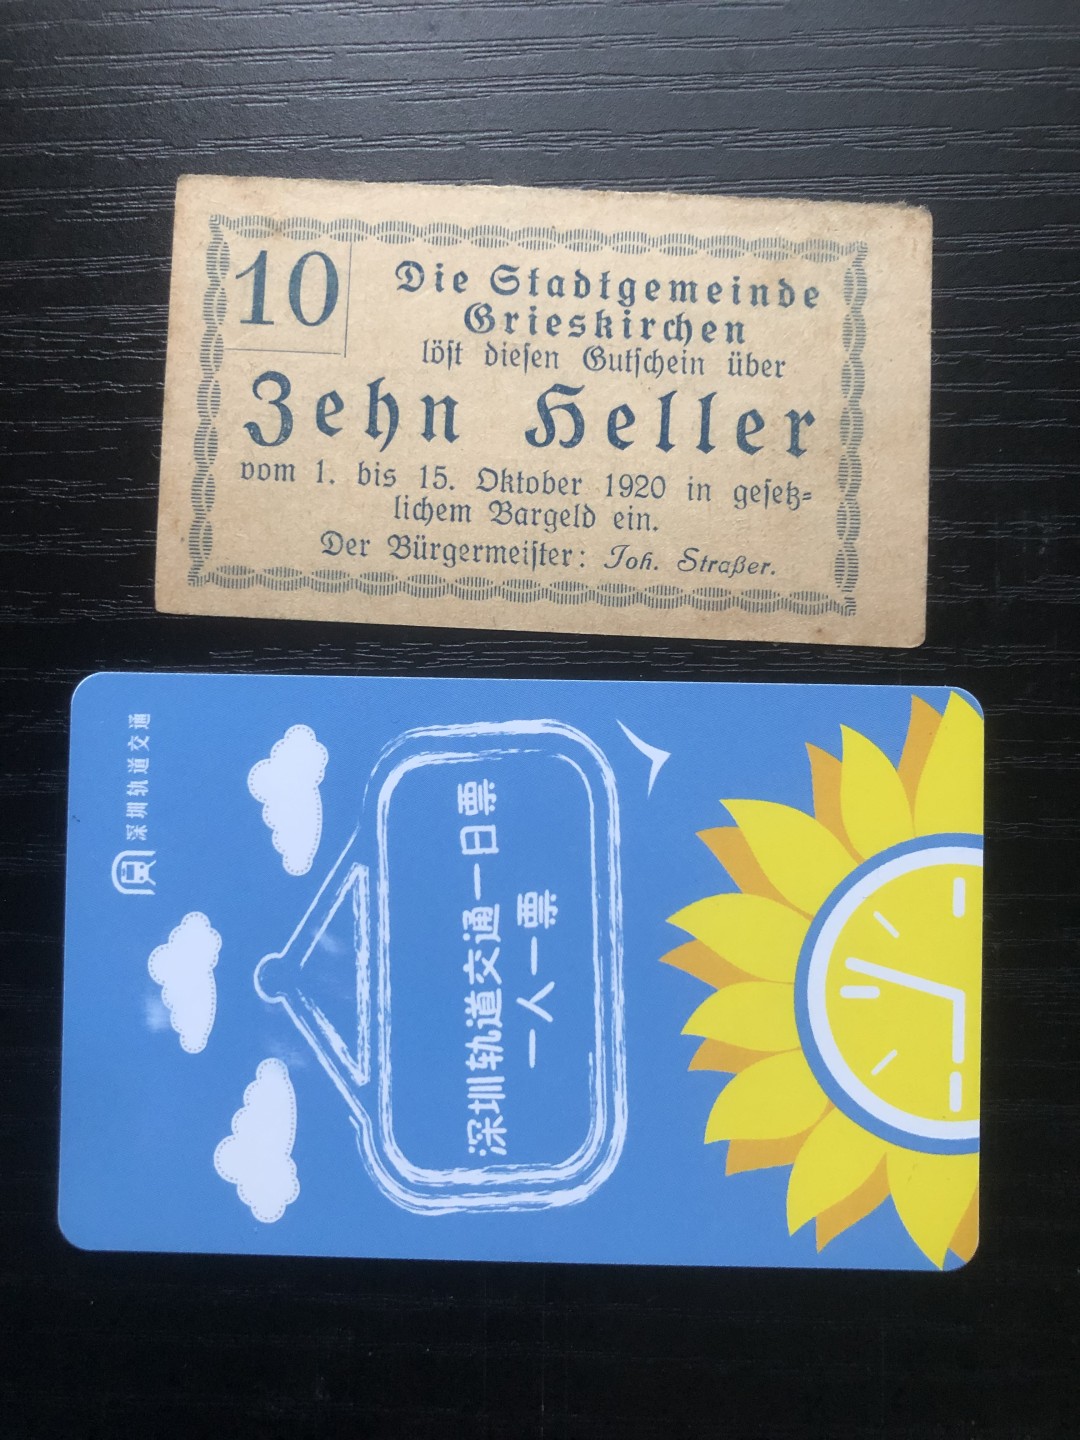 10
Die Stadtgemeinde
Grieskirchen
löst diesen Gutschein über
Zehn Heller
vom 1. bis 15. Oktober 1920 in gesetz=
lichem Bargeld ein.
Der Bürgermeister: Joh. Straßer.
深圳轨道交通
深圳轨道交通一日票
一人一票